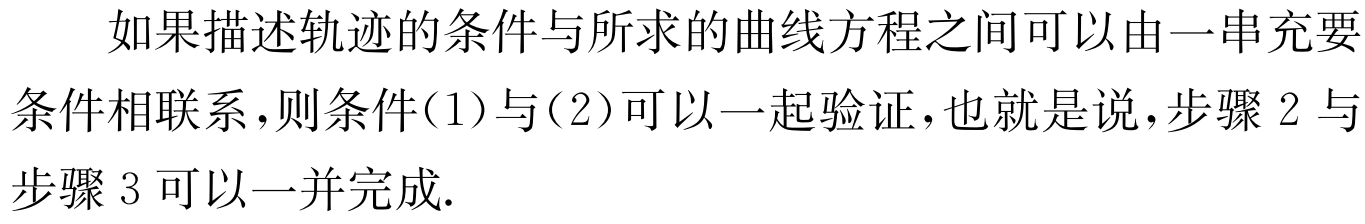 如果描述轨迹的条件与所求的曲线方程之间可以由一串充要
条件相联系,则条件(1)与(2)可以一起验证,也就是说,步骤 2 与
步骤 3 可以一并完成.